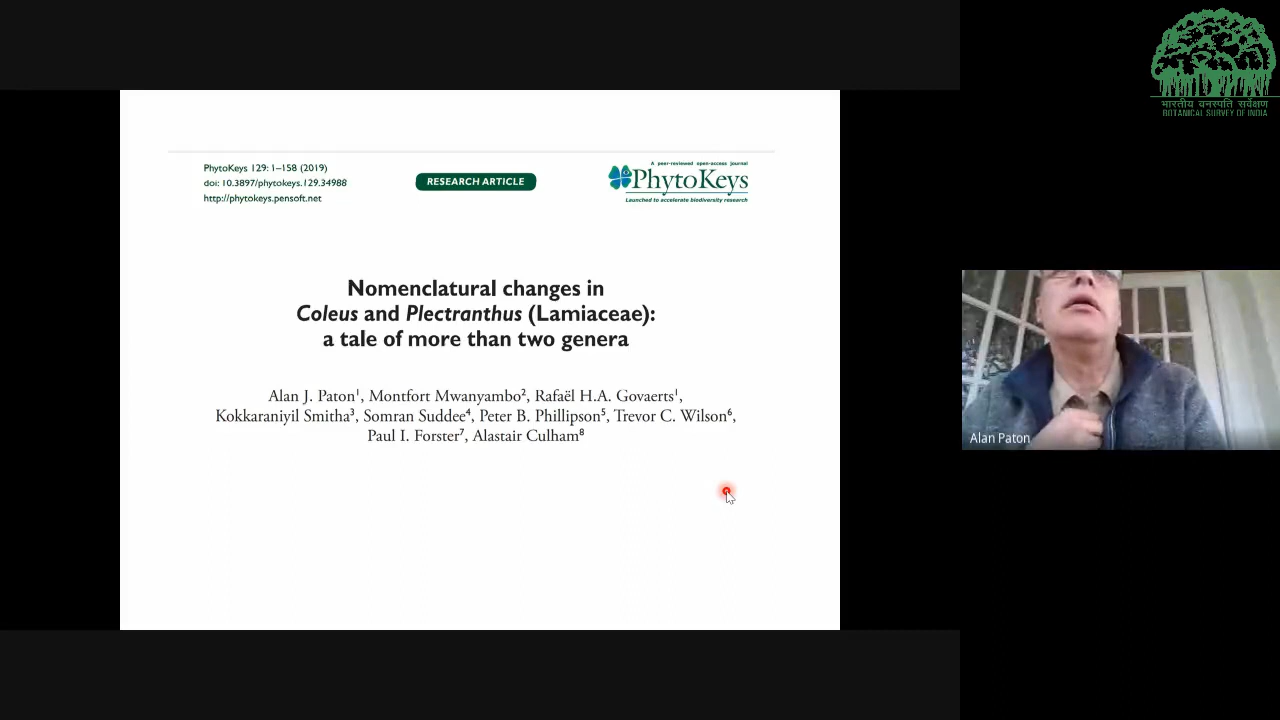 PhytoKeys 129: 1–158 (2019)
doi: 10.3897/phytokeys.129.34988
http://phytokeys.pensoft.net
RESEARCH ARTICLE
A peer-reviewed open-access journal
PhytoKeys
Launched to accelerate biodiversity research
Nomenclatural changes in
Coleus and Plectranthus (Lamiaceae):
a tale of more than two genera
Alan J. Paton¹, Montfort Mwanyambo², Rafaël H.A. Govaerts¹,
Kokkaraniyil Smitha³, Somran Suddee⁴, Peter B. Phillipson⁵, Trevor C. Wilson⁶,
Paul I. Forster⁷, Alastair Culham⁸
भारतीय वनस्पति सर्वेक्षण
BOTANICAL SURVEY OF INDIA
Alan Paton